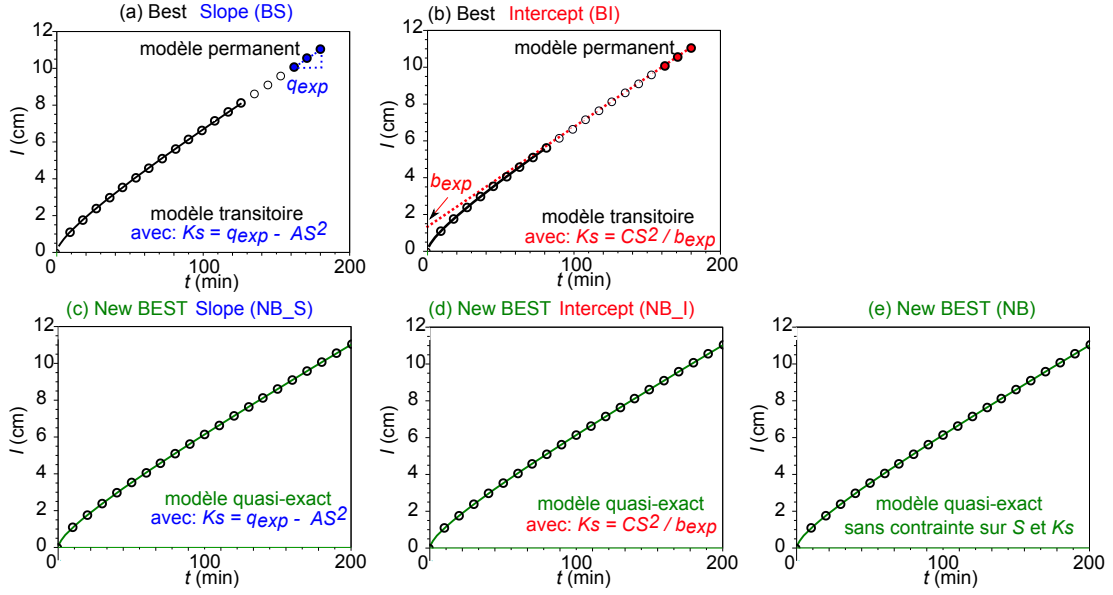 (a) Best Slope (BS)
12
10
8
6
4
2
0
I (cm)
modèle permanent
qexp
modèle transitoire
avec: Ks = qexp - AS²
0 100 200
t (min)
(b) Best Intercept (BI)
12
10
8
6
4
2
0
I (cm)
modèle permanent
bexp
modèle transitoire
avec: Ks = CS² / bexp
0 100 200
t (min)
(c) New BEST Slope (NB_S)
12
10
8
6
4
2
0
I (cm)
modèle quasi-exact
avec: Ks = qexp - AS²
0 100 200
t (min)
(d) New BEST Intercept (NB_I)
12
10
8
6
4
2
0
I (cm)
modèle quasi-exact
avec: Ks = CS² / bexp
0 100 200
t (min)
(e) New BEST (NB)
12
10
8
6
4
2
0
I (cm)
modèle quasi-exact
sans contrainte sur S et Ks
0 100 200
t (min)